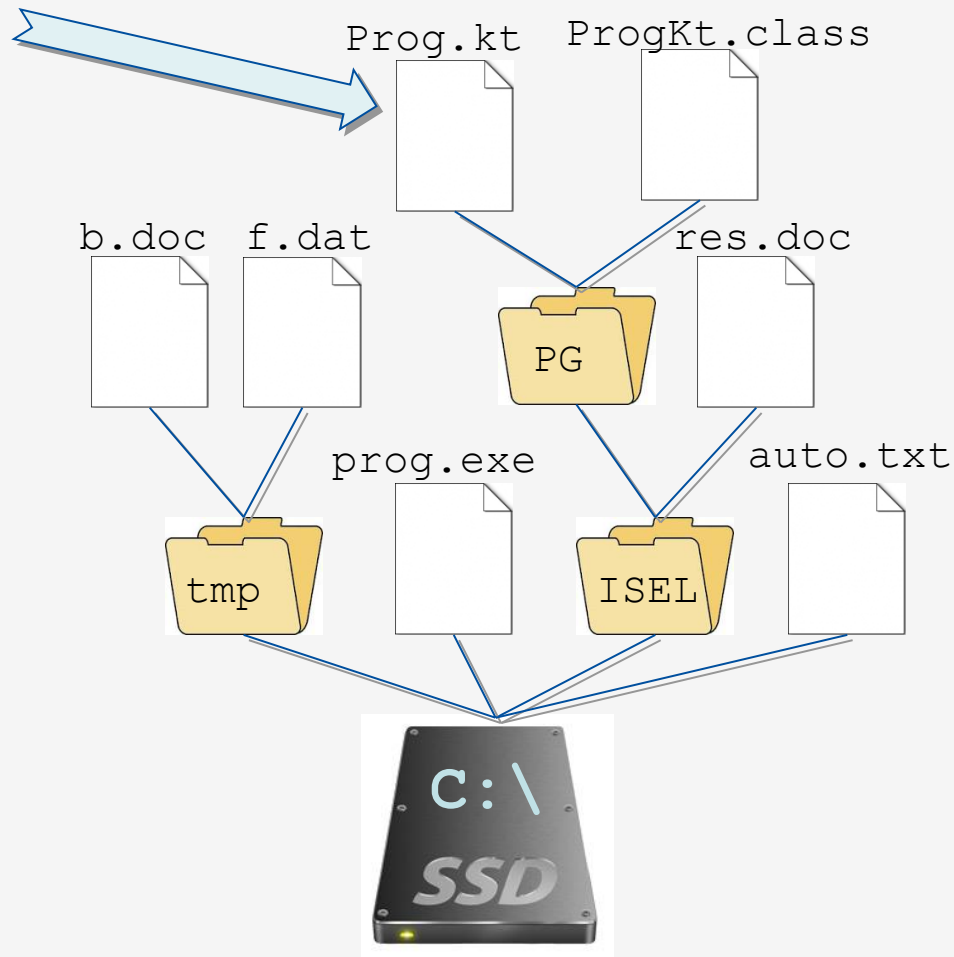 Prog.kt
ProgKt.class
b.doc
f.dat
res.doc
PG
prog.exe
auto.txt
tmp
ISEL
C:\
SSD